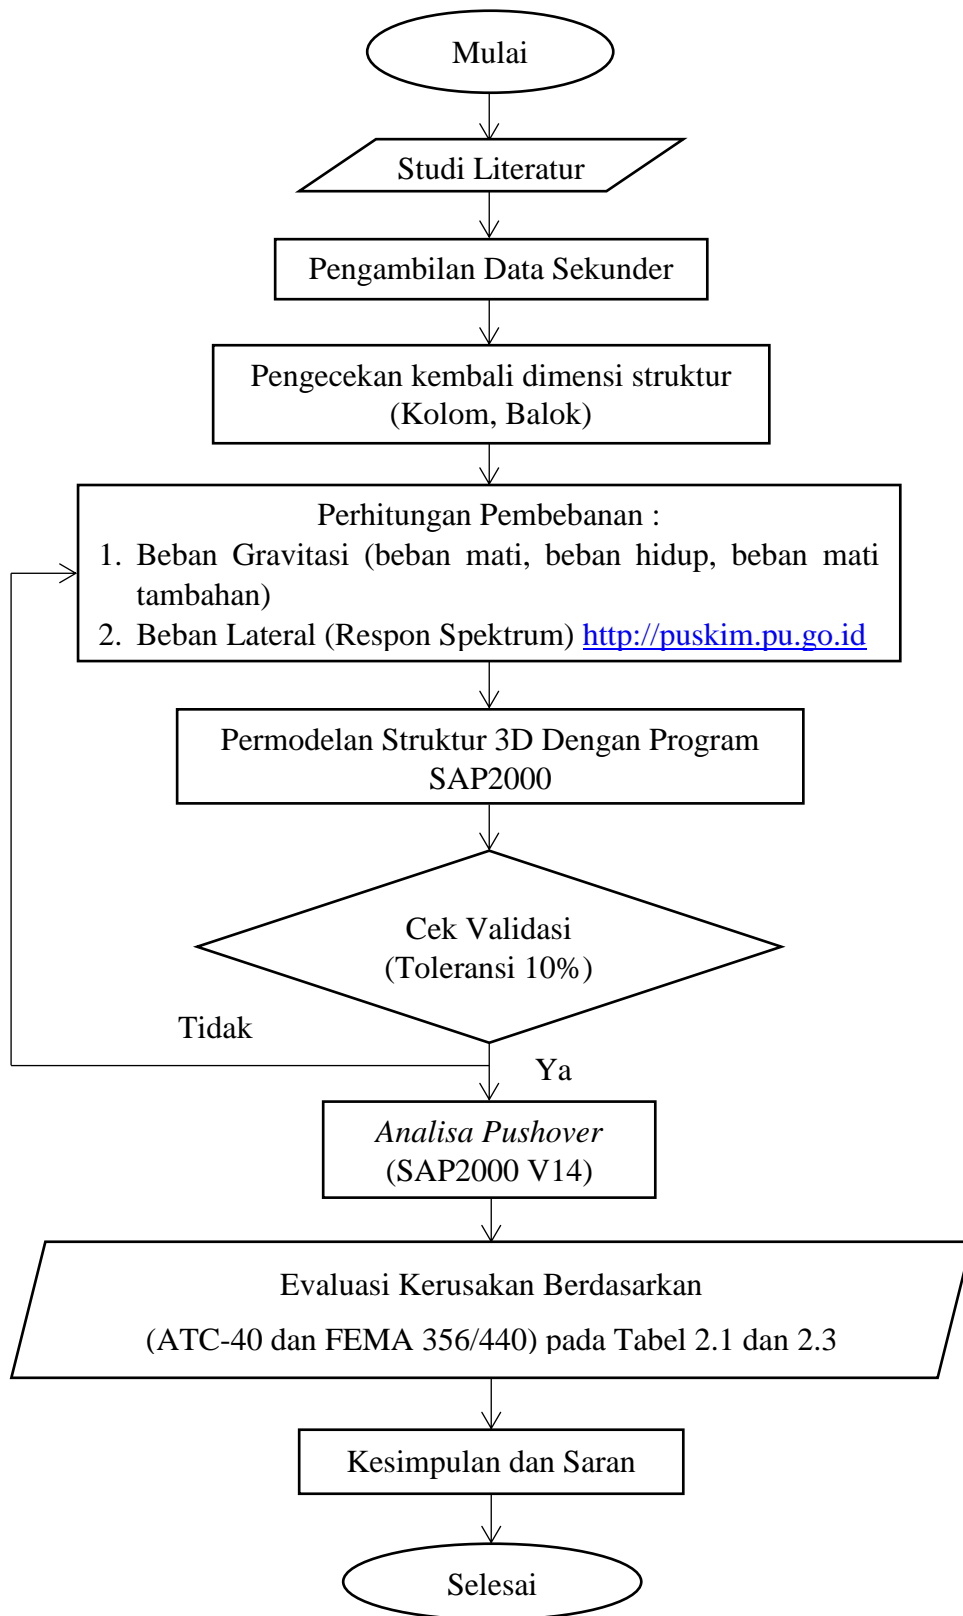 Mulai
Studi Literatur
Pengambilan Data Sekunder
Pengecekan kembali dimensi struktur
(Kolom, Balok)
Perhitungan Pembebanan :
1. Beban Gravitasi (beban mati, beban hidup, beban mati
tambahan)
2. Beban Lateral (Respon Spektrum) http://puskim.pu.go.id
Permodelan Struktur 3D Dengan Program
SAP2000
Cek Validasi
(Toleransi 10%)
Tidak
Ya
Analisa Pushover
(SAP2000 V14)
Evaluasi Kerusakan Berdasarkan
(ATC-40 dan FEMA 356/440) pada Tabel 2.1 dan 2.3
Kesimpulan dan Saran
Selesai